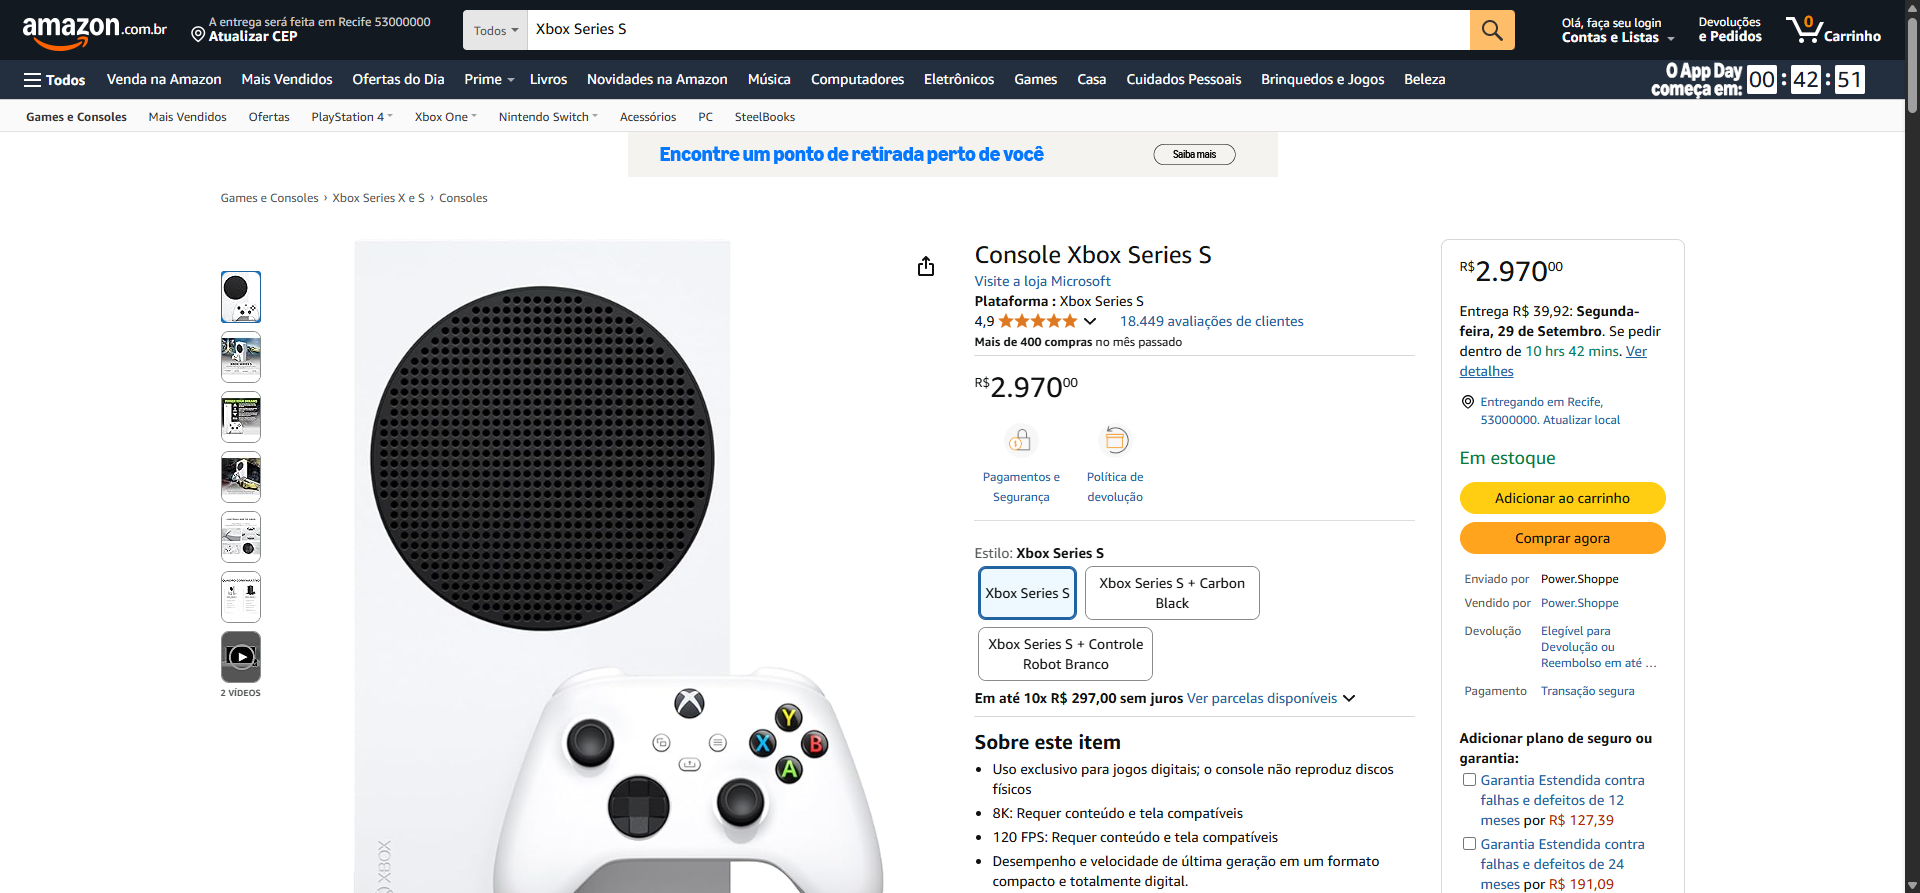 amazon.com.br
A entrega será feita em Recife 53000000
Atualizar CEP
Todos
Xbox Series S
Olá, faça seu login
Contas e Listas
Devoluções
e Pedidos
0
Carrinho
Todos
Venda na Amazon
Mais Vendidos
Ofertas do Dia
Prime
Livros
Novidades na Amazon
Música
Computadores
Eletrônicos
Games
Casa
Cuidados Pessoais
Brinquedos e Jogos
Beleza
O App Day
começa em:
00 : 42 : 51
Games e Consoles
Mais Vendidos
Ofertas
PlayStation 4
Xbox One
Nintendo Switch
Acessórios
PC
SteelBooks
Encontre um ponto de retirada perto de você
Saiba mais
Games e Consoles › Xbox Series X e S › Consoles
2 VÍDEOS
XBOX
Y
X
B
A
Console Xbox Series S
Visite a loja Microsoft
Plataforma : Xbox Series S
4,9
18.449 avaliações de clientes
Mais de 400 compras no mês passado
R$2.97000
Pagamentos e
Segurança
Política de
devolução
Estilo: Xbox Series S
Xbox Series S
Xbox Series S + Carbon
Black
Xbox Series S + Controle
Robot Branco
Em até 10x R$ 297,00 sem juros Ver parcelas disponíveis
Sobre este item
Uso exclusivo para jogos digitais; o console não reproduz discos
físicos
8K: Requer conteúdo e tela compatíveis
120 FPS: Requer conteúdo e tela compatíveis
Desempenho e velocidade de última geração em um formato
compacto e totalmente digital.
R$2.97000
Entrega R$ 39,92: Segunda-
feira, 29 de Setembro. Se pedir
dentro de 10 hrs 42 mins. Ver
detalhes
Entregando em Recife,
53000000. Atualizar local
Em estoque
Adicionar ao carrinho
Comprar agora
Enviado por Power.Shoppe
Vendido por Power.Shoppe
Devolução Elegível para
Devolução ou
Reembolso em até ...
Pagamento Transação segura
Adicionar plano de seguro ou
garantia:
Garantia Estendida contra
falhas e defeitos de 12
meses por R$ 127,39
Garantia Estendida contra
falhas e defeitos de 24
meses por R$ 191,09